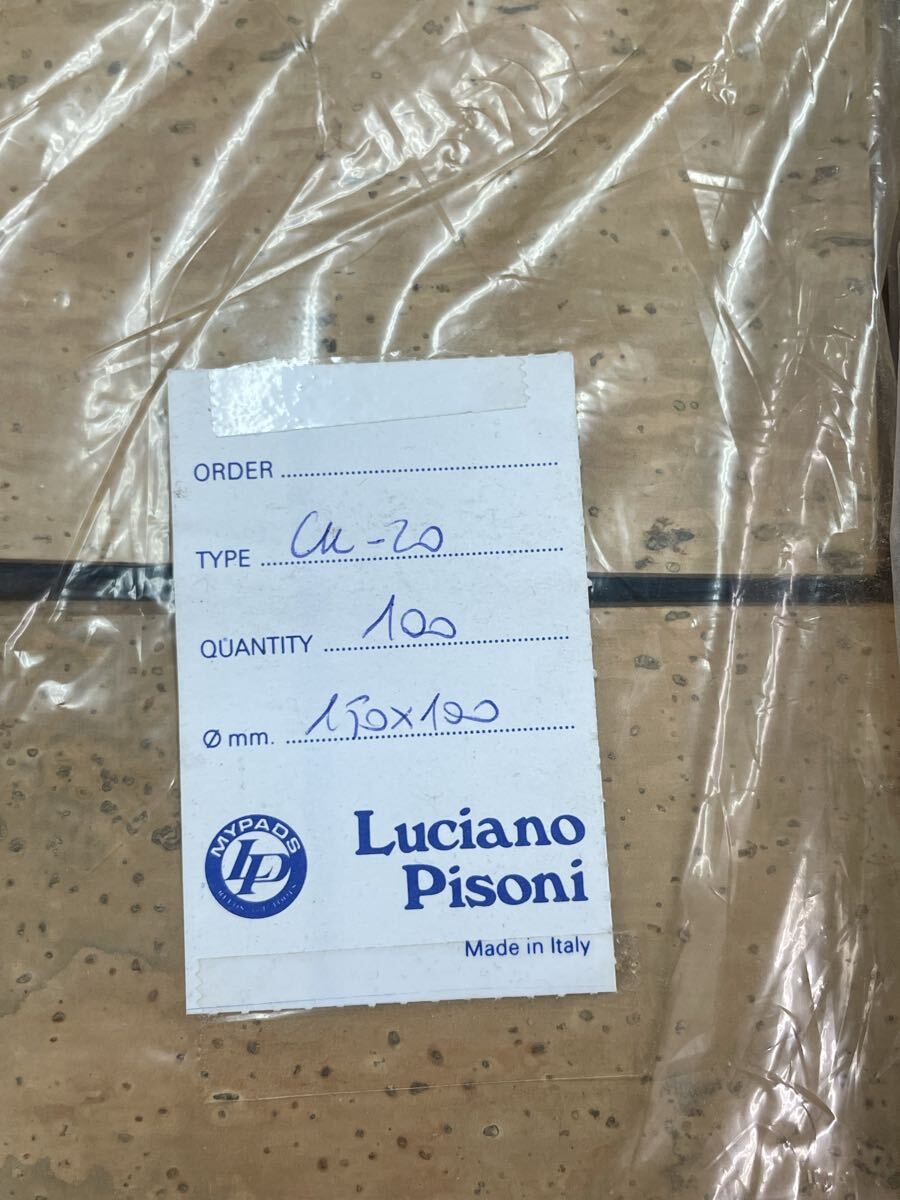 ORDER
TYPE CK-20
QUANTITY 100
Ø mm. 150x100
MYPADS
LP
Luciano
Pisoni
Made in Italy